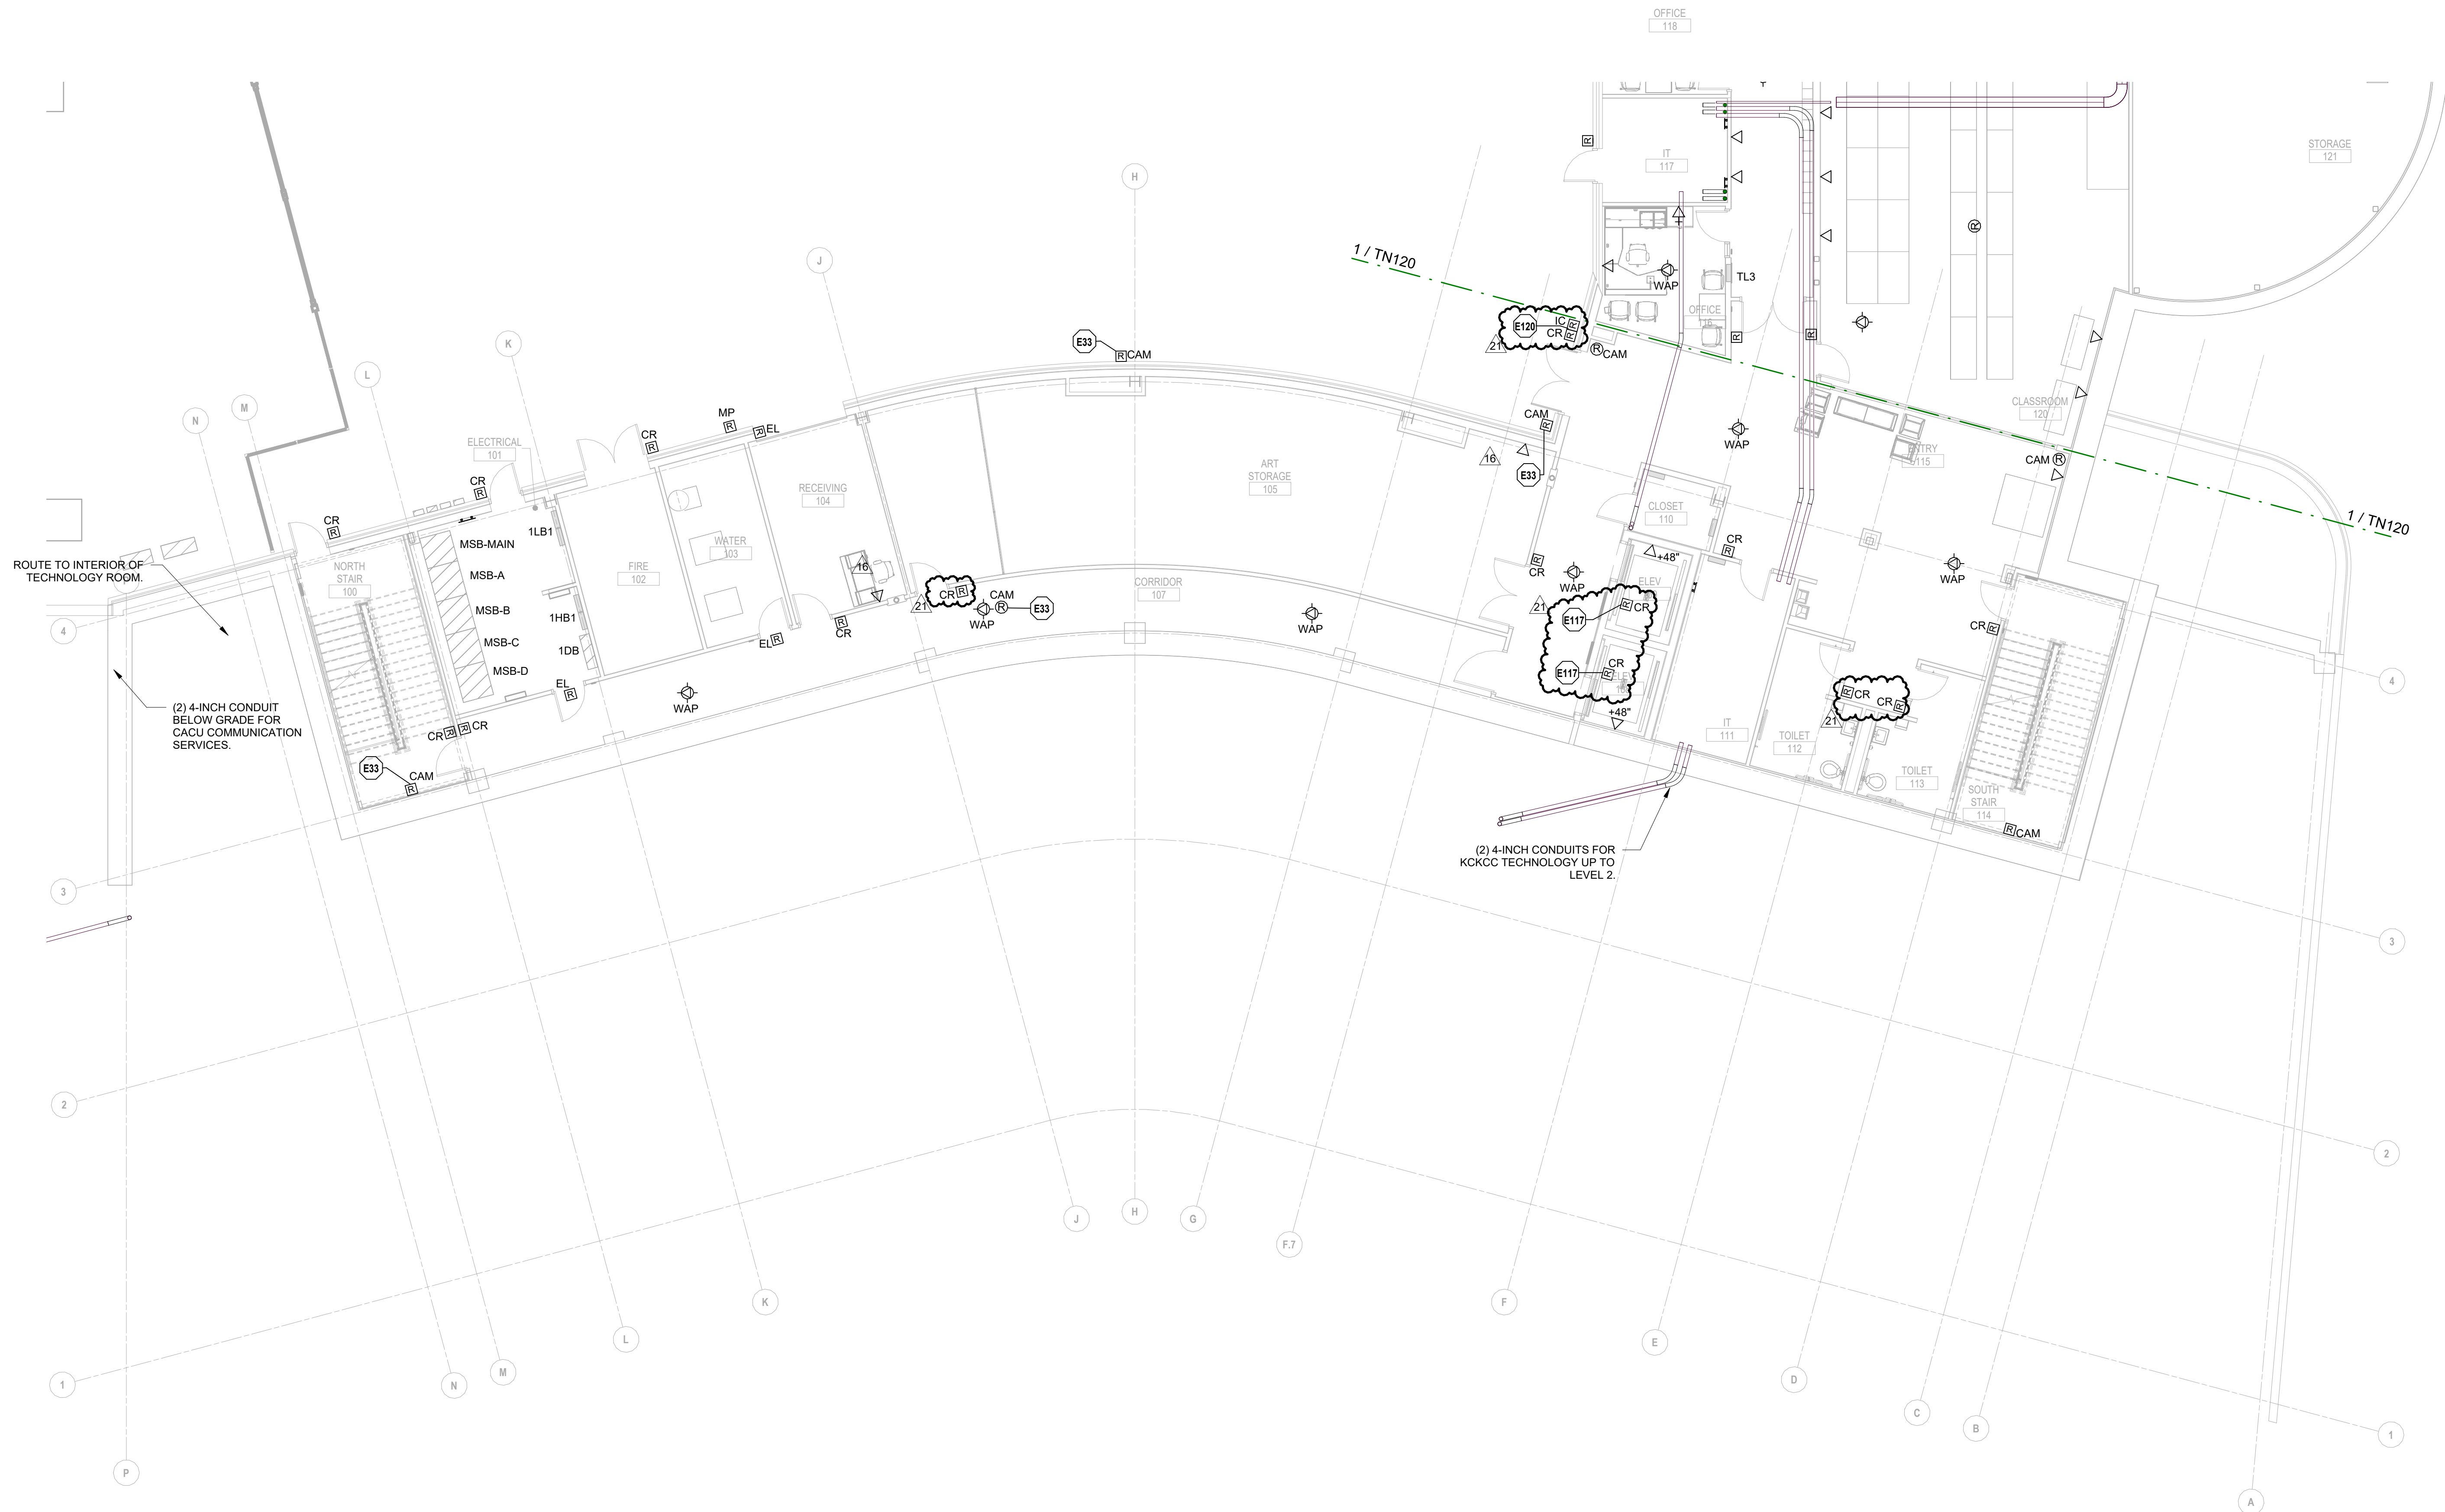 OFFICE
118
STORAGE
121
R
IT
117
H
R
1 / TN120
J
WAP
TL3
OFFICE
E120
IC R
CR R
21
R
R
R CAM
E33
R CAM
K
L
M
N
MP
R
R EL
CR
R
CAM
R
CLASSROOM
120
WAP
ELECTRICAL
101
ENTRY
115
CAM R
16
E33
ART
STORAGE
105
RECEIVING
104
CR
R
CLOSET
110
1 / TN120
CR
R
1LB1
MSB-MAIN
WATER
103
CR
R
+48"
ROUTE TO INTERIOR OF
TECHNOLOGY ROOM.
NORTH
STAIR
100
FIRE
102
16
MSB-A
R
CR
WAP
WAP
CORRIDOR
107
ELEV
CR R
21
CAM
R
E33
WAP
WAP
21
R CR
E117
MSB-B
1HB1
4
R
CR
CR R
MSB-C
EL R
1DB
MSB-D
E117
CR
R
ELEV
4
EL
R
WAP
R CR
CR R
21
+48"
(2) 4-INCH CONDUIT
BELOW GRADE FOR
CACU COMMUNICATION
SERVICES.
CR R
R CR
IT
111
TOILET
112
E33
CAM
R
TOILET
113
SOUTH
STAIR
114
R CAM
(2) 4-INCH CONDUITS FOR
KCKCC TECHNOLOGY UP TO
LEVEL 2.
3
3
2
2
J
H
G
F.7
K
F
L
E
M
N
D
C
B
1
1
P
A